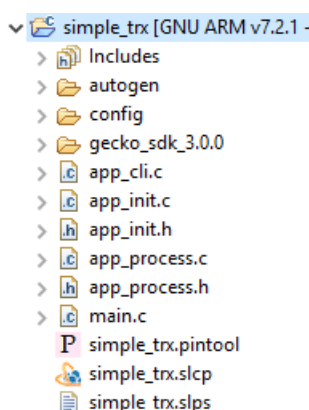 simple_trx [GNU ARM v7.2.1 -
Includes
autogen
config
gecko_sdk_3.0.0
app_cli.c
app_init.c
app_init.h
app_process.c
app_process.h
main.c
simple_trx.pintool
simple_trx.slcp
simple_trx.slps